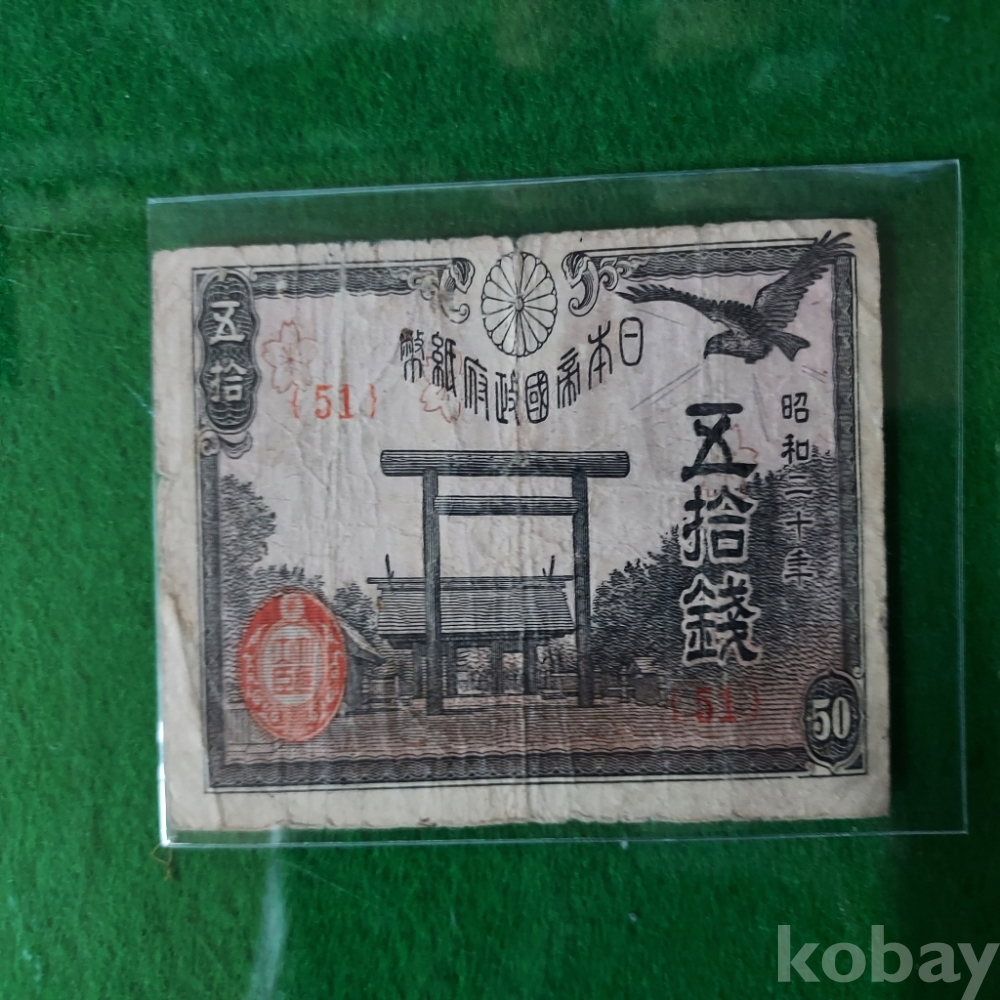 五拾
日本帝國政府紙幣
{51}
昭和二十年
五拾錢
{51}
50
kobay